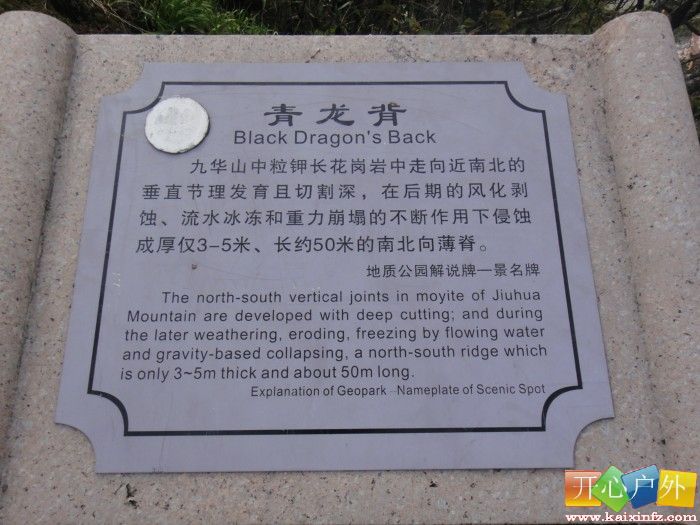 青龙背
Black Dragon's Back
九华山中粒钾长花岗岩中走向近南北的
垂直节理发育且切割深，在后期的风化剥
蚀、流水冰冻和重力崩塌的不断作用下侵蚀
成厚仅3-5米、长约50米的南北向薄脊。
地质公园解说牌—景名牌
The north-south vertical joints in moyite of Jiuhua
Mountain are developed with deep cutting; and during
the later weathering, eroding, freezing by flowing water
and gravity-based collapsing, a north-south ridge which
is only 3~5m thick and about 50m long.
Explanation of Geopark Nameplate of Scenic Spot
开心户外
www.kaixinfz.com